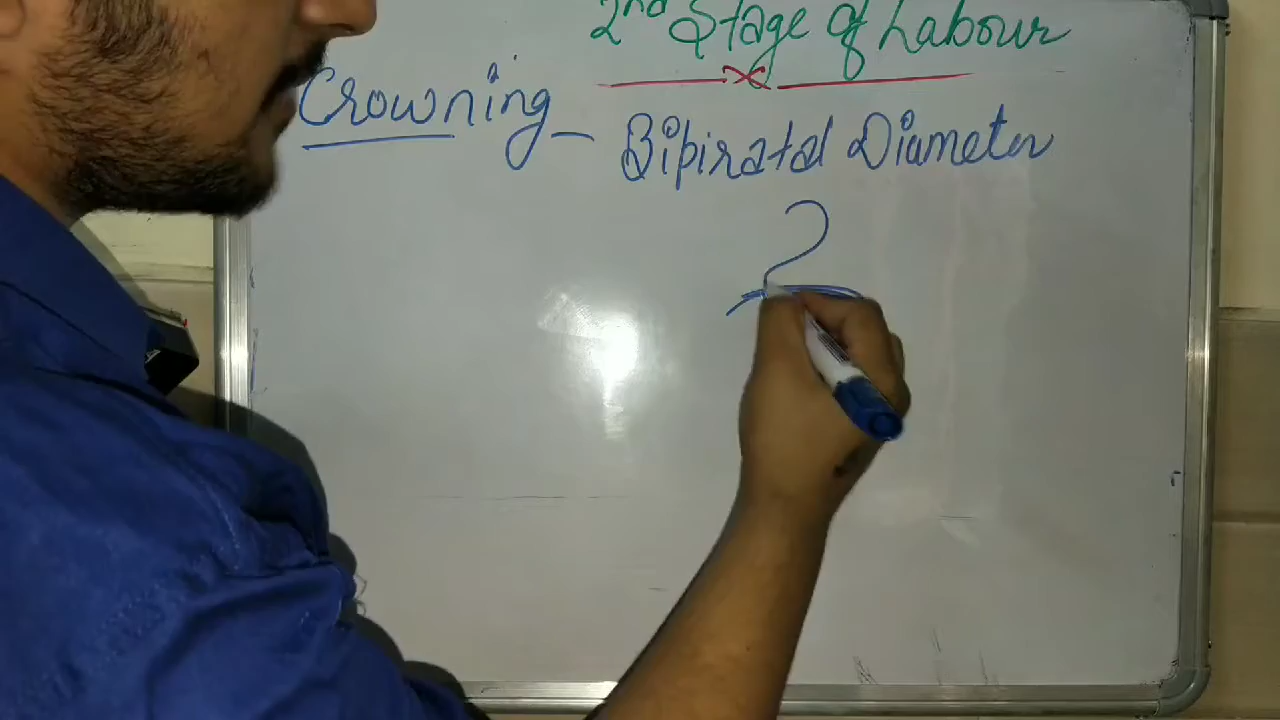 2nd Stage of Labour
Crowning — Bipiratal Diameter